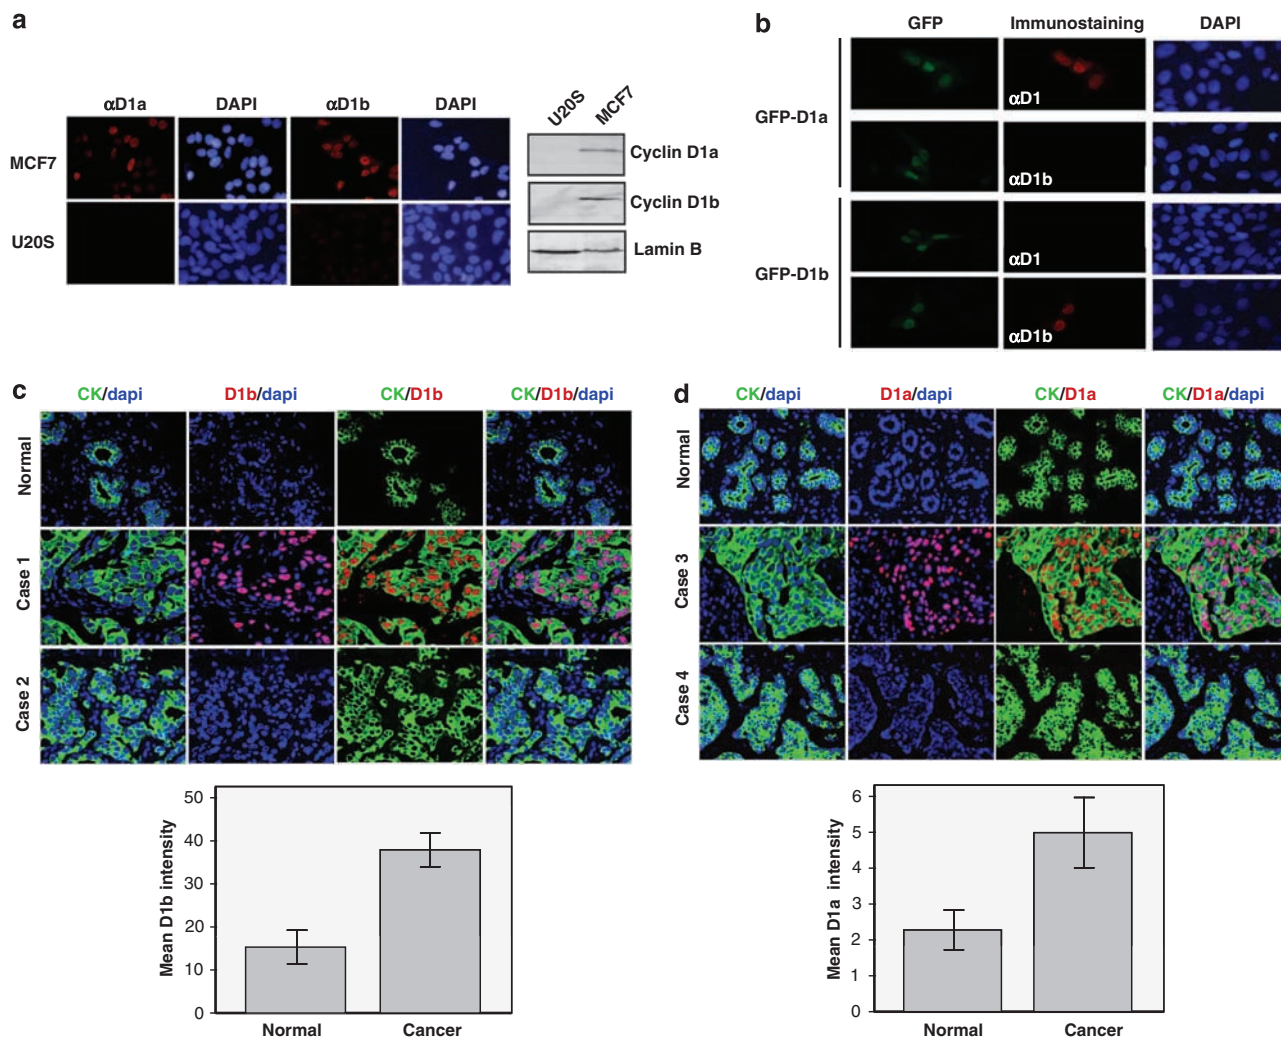 a
αD1a DAPI αD1b DAPI
MCF7
U20S
U20S MCF7
Cyclin D1a
Cyclin D1b
Lamin B
b
GFP Immunostaining DAPI
GFP-D1a
αD1
αD1b
GFP-D1b
αD1
αD1b
c
CK/dapi D1b/dapi CK/D1b CK/D1b/dapi
Normal
Case 1
Case 2
50
40
30
20
10
0
Mean D1b intensity
Normal Cancer
d
CK/dapi D1a/dapi CK/D1a CK/D1a/dapi
Normal
Case 3
Case 4
6
5
4
3
2
1
0
Mean D1a intensity
Normal Cancer